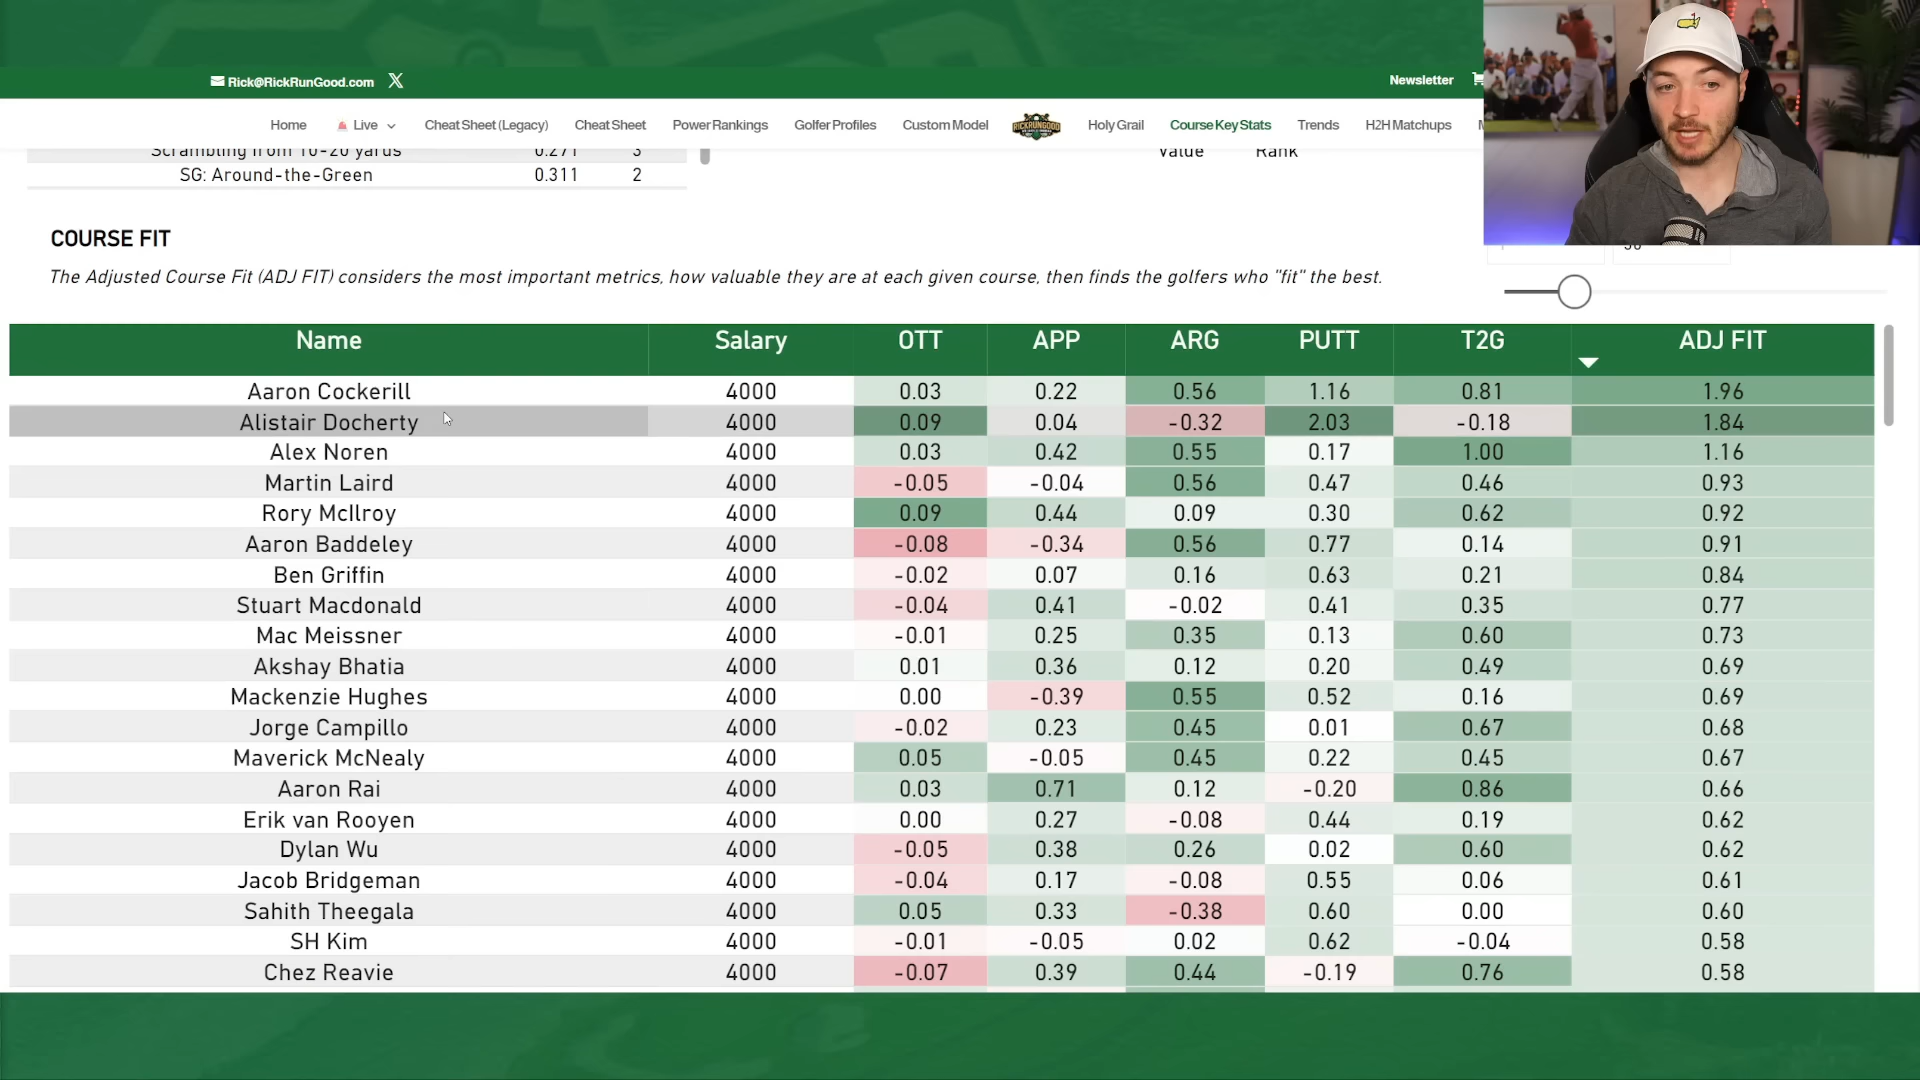 Rick@RickRunGood.com
Newsletter
Home Live Cheat Sheet (Legacy) Cheat Sheet Power Rankings Golfer Profiles Custom Model RICKRUNGOOD Holy Grail Course Key Stats Trends H2H Matchups
Scrambling from 10-20 yards 0.271 3 Value Rank
SG: Around-the-Green 0.311 2
COURSE FIT
The Adjusted Course Fit (ADJ FIT) considers the most important metrics, how valuable they are at each given course, then finds the golfers who "fit" the best.
Name Salary OTT APP ARG PUTT T2G ADJ FIT
Aaron Cockerill 4000 0.03 0.22 0.56 1.16 0.81 1.96
Alistair Docherty 4000 0.09 0.04 -0.32 2.03 -0.18 1.84
Alex Noren 4000 0.03 0.42 0.55 0.17 1.00 1.16
Martin Laird 4000 -0.05 -0.04 0.56 0.47 0.46 0.93
Rory McIlroy 4000 0.09 0.44 0.09 0.30 0.62 0.92
Aaron Baddeley 4000 -0.08 -0.34 0.56 0.77 0.14 0.91
Ben Griffin 4000 -0.02 0.07 0.16 0.63 0.21 0.84
Stuart Macdonald 4000 -0.04 0.41 -0.02 0.41 0.35 0.77
Mac Meissner 4000 -0.01 0.25 0.35 0.13 0.60 0.73
Akshay Bhatia 4000 0.01 0.36 0.12 0.20 0.49 0.69
Mackenzie Hughes 4000 0.00 -0.39 0.55 0.52 0.16 0.69
Jorge Campillo 4000 -0.02 0.23 0.45 0.01 0.67 0.68
Maverick McNealy 4000 0.05 -0.05 0.45 0.22 0.45 0.67
Aaron Rai 4000 0.03 0.71 0.12 -0.20 0.86 0.66
Erik van Rooyen 4000 0.00 0.27 -0.08 0.44 0.19 0.62
Dylan Wu 4000 -0.05 0.38 0.26 0.02 0.60 0.62
Jacob Bridgeman 4000 -0.04 0.17 -0.08 0.55 0.06 0.61
Sahith Theegala 4000 0.05 0.33 -0.38 0.60 0.00 0.60
SH Kim 4000 -0.01 -0.05 0.02 0.62 -0.04 0.58
Chez Reavie 4000 -0.07 0.39 0.44 -0.19 0.76 0.58